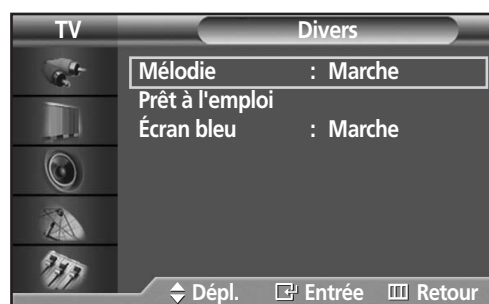 TV Divers
Mélodie : Marche
Prêt à l'emploi
Écran bleu : Marche
Dépl. Entrée Retour